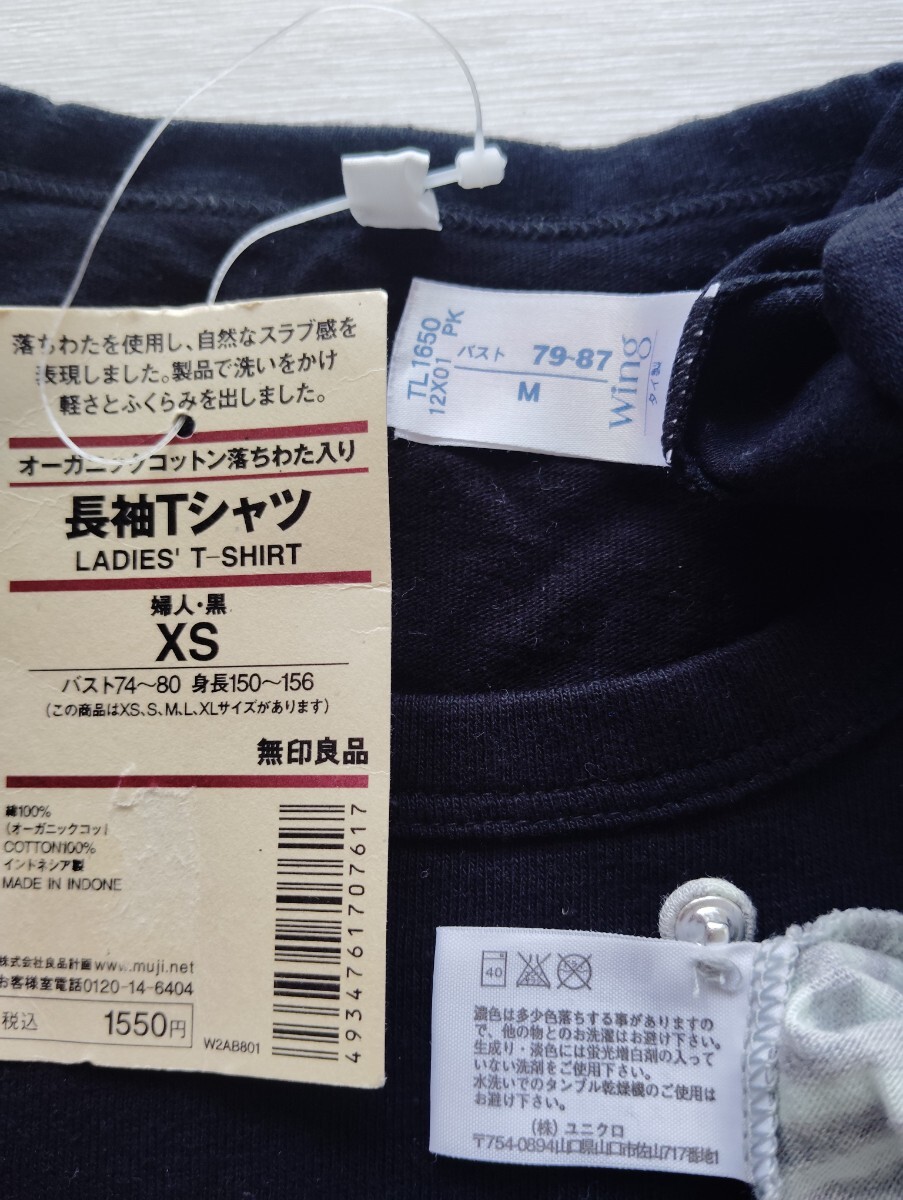 落ちわたを使用し、自然なスラブ感を
表現しました。製品で洗いをかけ
軽さとふくらみを出しました。
オーガニックコットン落ちわた入り
長袖Tシャツ
LADIES' T-SHIRT
婦人・黒
XS
バスト74〜80 身長150〜156
(この商品はXS、S、M、L、XLサイズがあります)
無印良品
綿100%
(オーガニックコッ
COTTON100%
インドネシア製
MADE IN INDONE
株式会社良品計画 www.muji.net
お客様室電話0120-14-6404
税込 1550円
W2AB801
4934761707617
TL1650
12X01 PK
バスト 79-87
M
Wing
タイ製
40
濃色は多少色落ちする事がありますの
で、他の物とのお洗濯はお避け下さい。
生成り・淡色には蛍光増白剤の入って
いない洗剤をご使用下さい。
水洗いでのタンブル乾燥機のご使用は
お避け下さい。
(株) ユニクロ
〒754-0894山口県山口市佐山717番地1